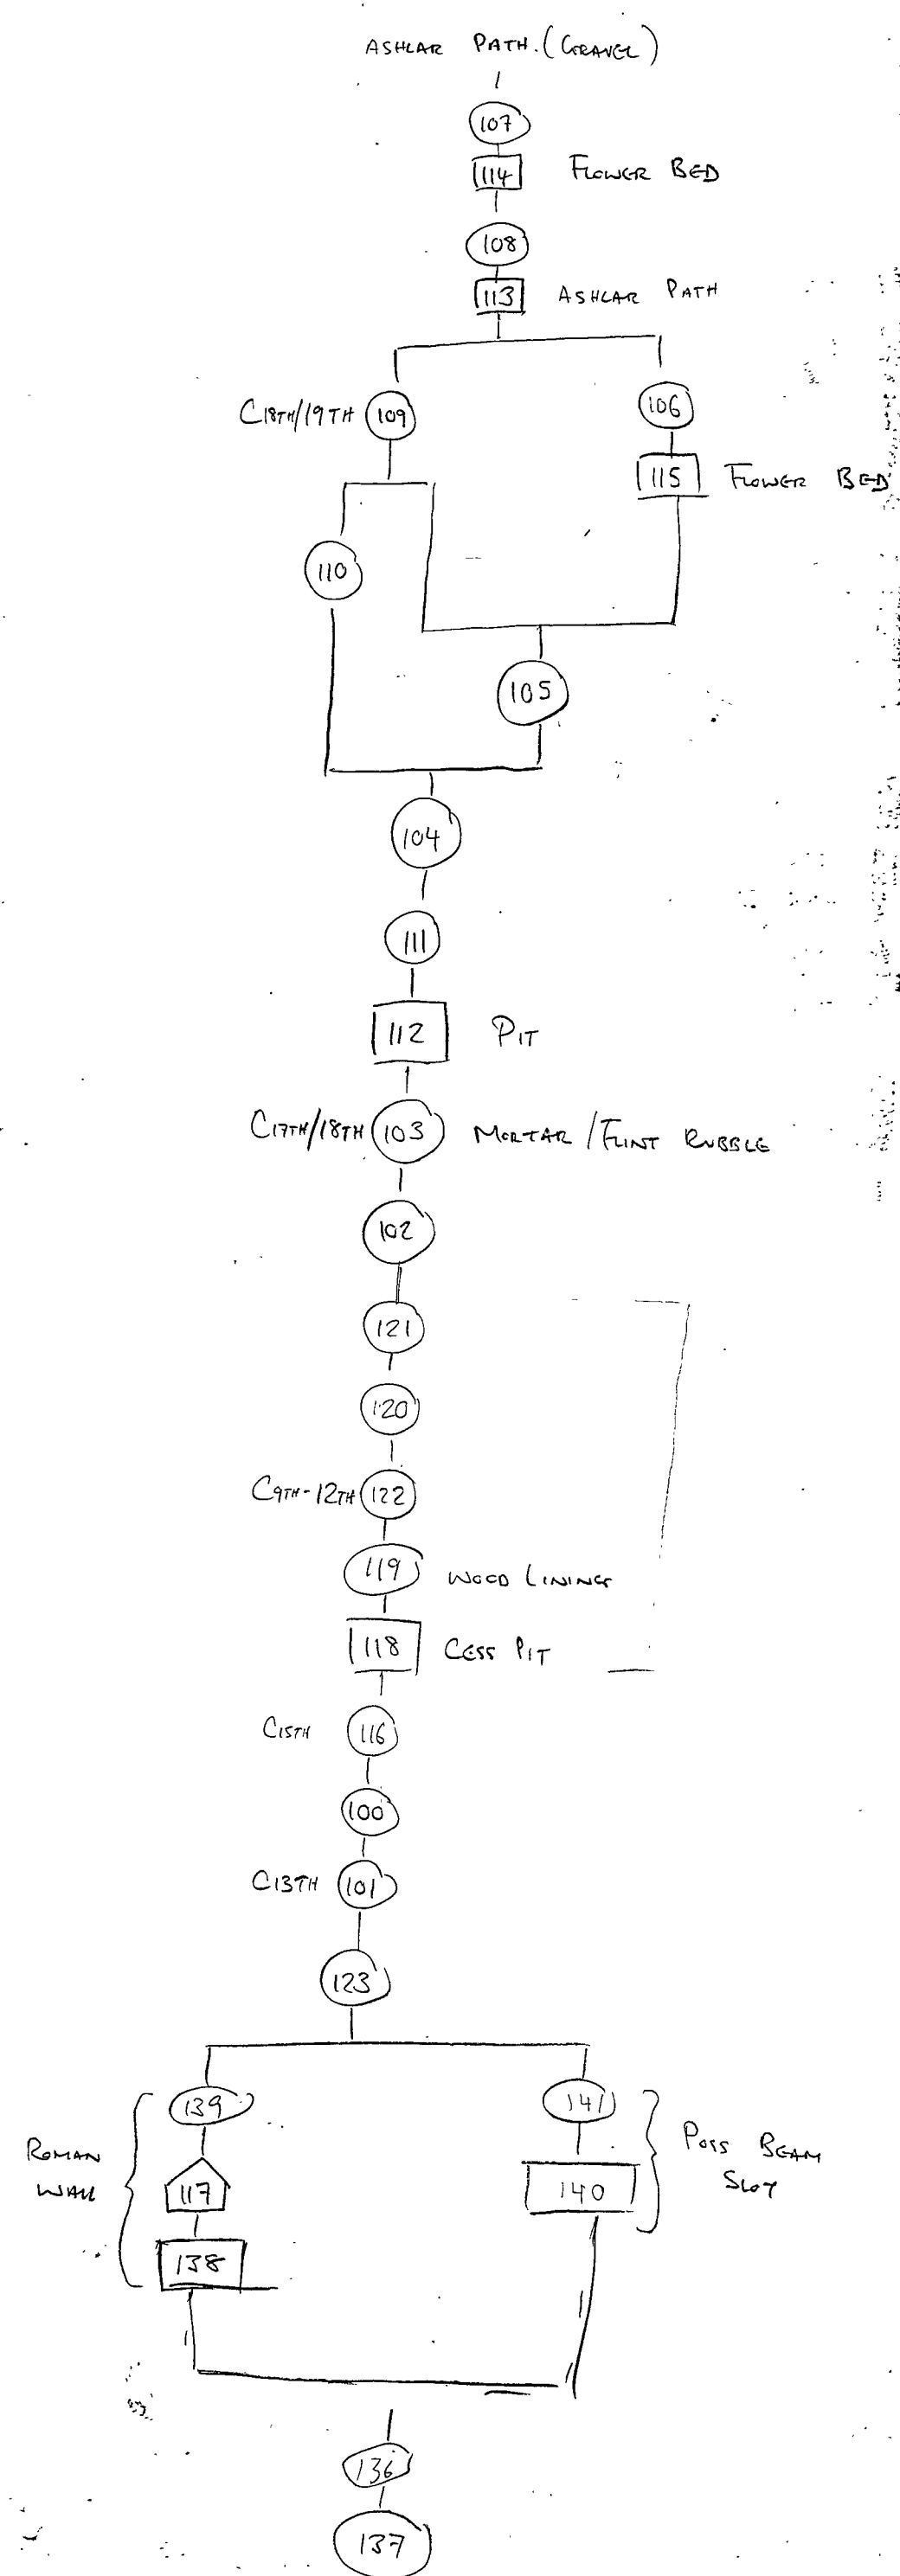 ASHLAR PATH. (GRAVEL)
107
114 FLOWER BED
108
113 ASHLAR PATH
C18TH/19TH 109
106
115 FLOWER BED
110
105
104
111
112 PIT
C17TH/18TH 103 MORTAR/FLINT RUBBLE
102
121
120
C9TH-12TH 122
119 WOOD LINING
118 CESS PIT
C15TH 116
100
C13TH 101
123
139
141
ROMAN WALL
117
POSS BEAM SLOT
140
138
136
137